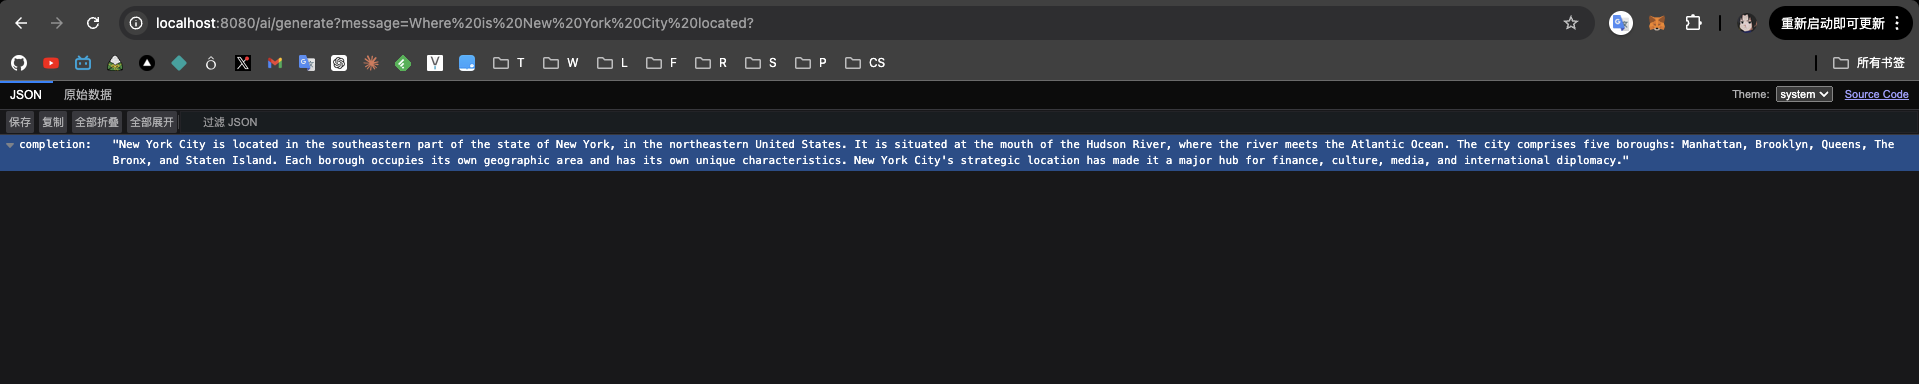 localhost:8080/ai/generate?message=Where%20is%20New%20York%20City%20located?
重新启动即可更新
T W L F R S P CS 所有书签
JSON 原始数据 Theme: system Source Code
保存 复制 全部折叠 全部展开 过滤 JSON
completion: "New York City is located in the southeastern part of the state of New York, in the northeastern United States. It is situated at the mouth of the Hudson River, where the river meets the Atlantic Ocean. The city comprises five boroughs: Manhattan, Brooklyn, Queens, The
Bronx, and Staten Island. Each borough occupies its own geographic area and has its own unique characteristics. New York City's strategic location has made it a major hub for finance, culture, media, and international diplomacy."